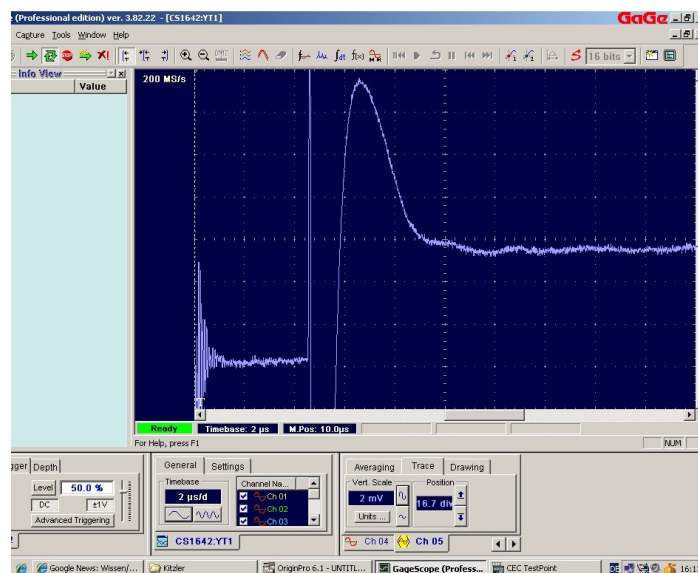 e (Professional edition) ver. 3.82.22 - [CS1642:YT1]
GaGe
Capture Tools Window Help
16 bits
Info View
Value
200 MS/s
Ready Timebase: 2 µs M.Pos: 10.0µs
For Help, press F1
NUM
gger Depth
Level 50.0 %
DC ±1V
Advanced Triggering
General Settings
Timebase
2 µs/d
Channel Na...
Ch 01
Ch 02
Ch 03
CS1642:YT1
Averaging Trace Drawing
Vert. Scale Position
2 mV
16.7 div
Units ...
Ch 04 Ch 05
Google News: Wissen/... Kitzler OriginPro 6.1 - UNTITL... GageScope (Profess... CEC TestPoint
DE